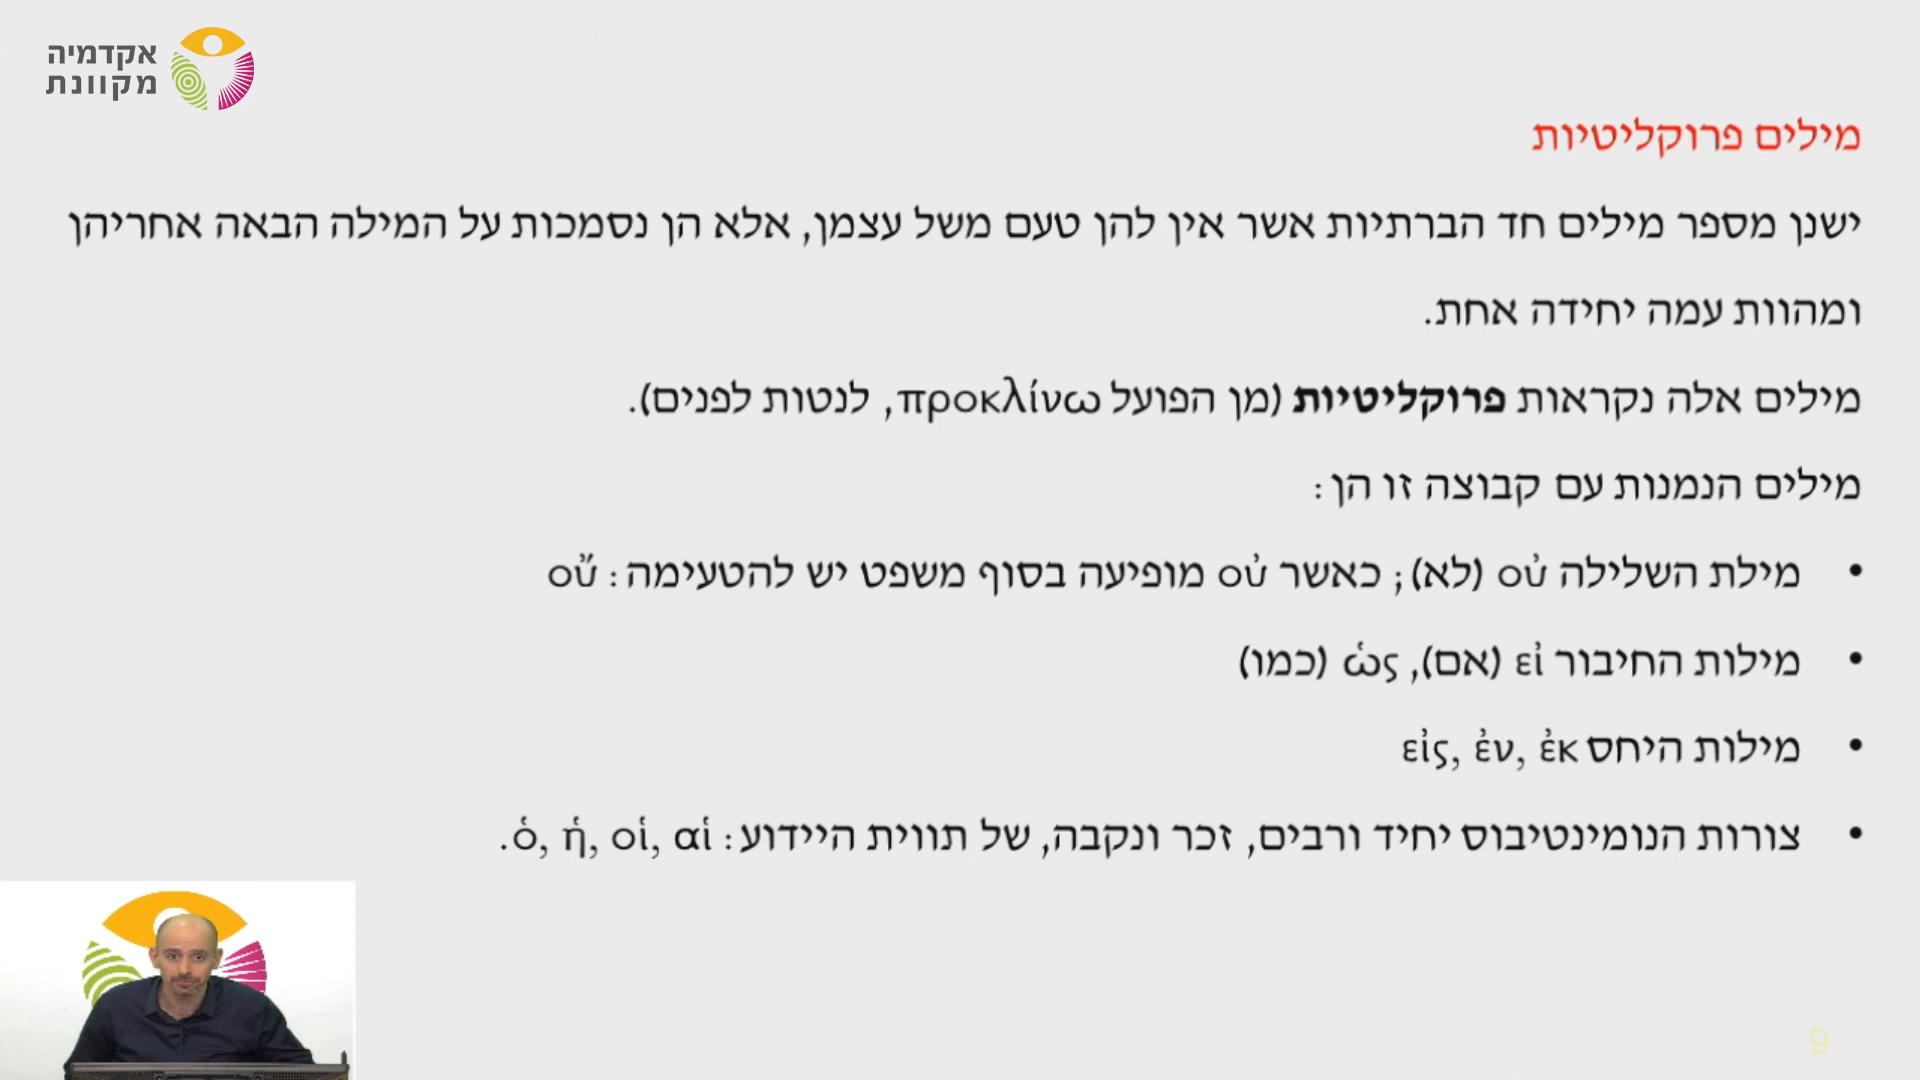 אקדמיה
מקוונת
מילים פרוקליטיות
ישנן מספר מילים חד הברתיות אשר אין להן טעם משל עצמן, אלא הן נסמכות על המילה הבאה אחריהן
ומהוות עמה יחידה אחת.
מילים אלה נקראות פרוקליטיות (מן הפועל προκλίνω, לנטות לפנים).
מילים הנמנות עם קבוצה זו הן:
• מילת השלילה οὐ (לא); כאשר οὐ מופיעה בסוף משפט יש להטעימה: οὔ
• מילות החיבור εἰ (אם), ὡς (כמו)
• מילות היחס εἰς, ἐν, ἐκ
• צורות הנומינטיבוס יחיד ורבים, זכר ונקבה, של תווית היידוע: ὁ, ἡ, οἱ, αἱ.
9